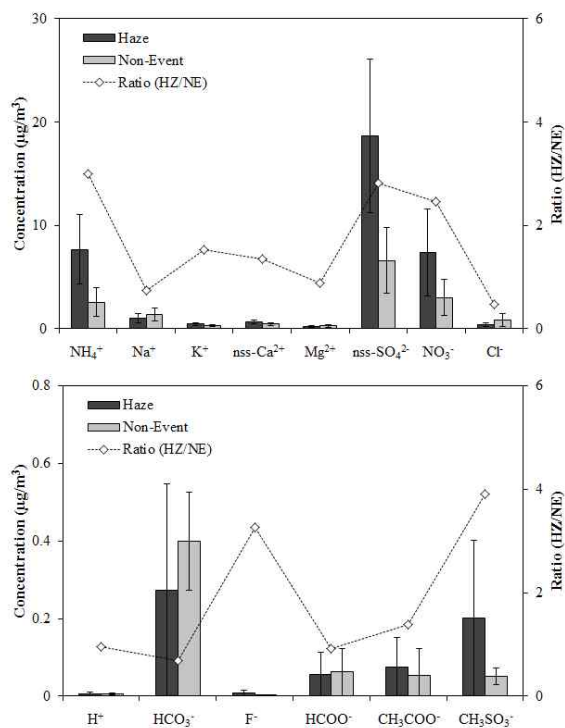 30
20
10
0
Concentration (μg/m³)
Haze
Non-Event
Ratio (HZ/NE)
6
4
2
0
Ratio (HZ/NE)
NH₄⁺ Na⁺ K⁺ nss-Ca²⁺ Mg²⁺ nss-SO₄²⁻ NO₃⁻ Cl⁻
0.8
0.6
0.4
0.2
0
Concentration (μg/m³)
Haze
Non-Event
Ratio (HZ/NE)
6
4
2
0
Ratio (HZ/NE)
H⁺ HCO₃⁻ F⁻ HCOO⁻ CH₃COO⁻ CH₃SO₃⁻